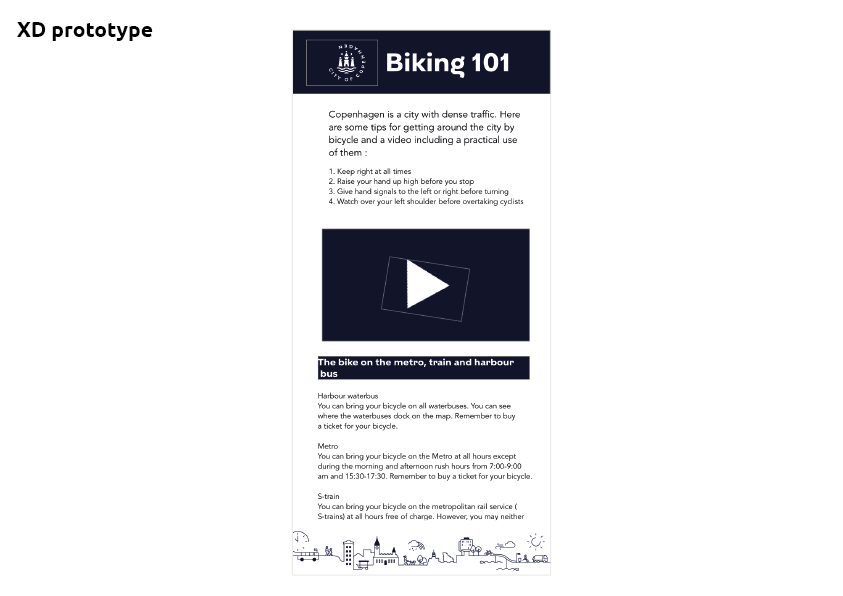 XD prototype
CITY OF COPENHAGEN
Biking 101
Copenhagen is a city with dense traffic. Here
are some tips for getting around the city by
bicycle and a video including a practical use
of them :
1. Keep right at all times
2. Raise your hand up high before you stop
3. Give hand signals to the left or right before turning
4. Watch over your left shoulder before overtaking cyclists
The bike on the metro, train and harbour
bus
Harbour waterbus
You can bring your bicycle on all waterbuses. You can see
where the waterbuses dock on the map. Remember to buy
a ticket for your bicycle.
Metro
You can bring your bicycle on the Metro at all hours except
during the morning and afternoon rush hours from 7:00-9:00
am and 15:30-17:30. Remember to buy a ticket for your bicycle.
S-train
You can bring your bicycle on the metropolitan rail service (
S-trains) at all hours free of charge. However, you may neither